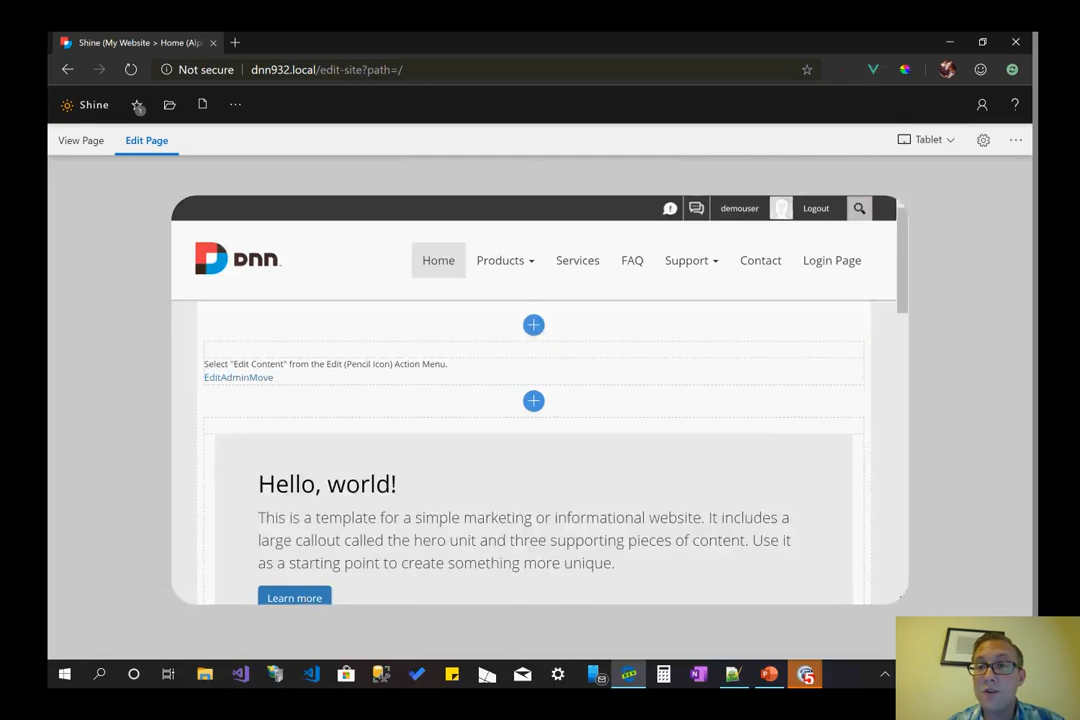 Shine (My Website > Home (Alp
Not secure dnn932.local/edit-site?path=/
Shine
View Page Edit Page Tablet
demouser Logout
DNN Home Products Services FAQ Support Contact Login Page
Select "Edit Content" from the Edit (Pencil Icon) Action Menu.
EditAdminMove
Hello, world!
This is a template for a simple marketing or informational website. It includes a
large callout called the hero unit and three supporting pieces of content. Use it
as a starting point to create something more unique.
Learn more